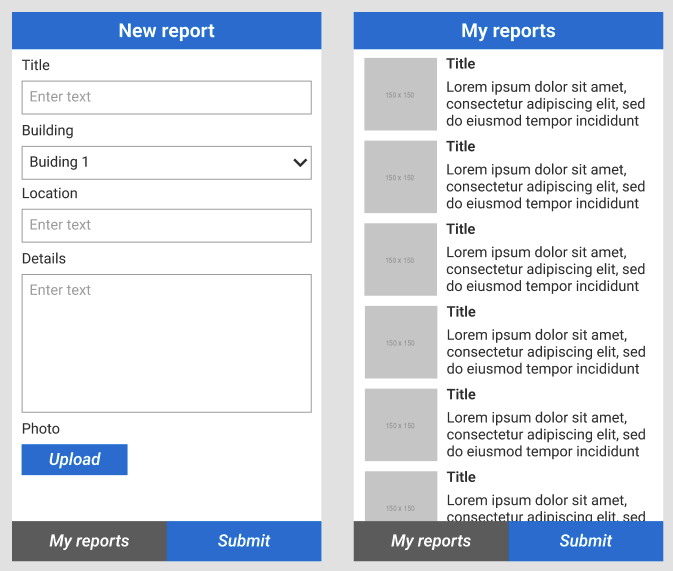 New report
Title
Enter text
Building
Buiding 1
Location
Enter text
Details
Enter text
Photo
Upload
My reports
Submit
My reports
150 x 150
Title
Lorem ipsum dolor sit amet,
consectetur adipiscing elit, sed
do eiusmod tempor incididunt
150 x 150
Title
Lorem ipsum dolor sit amet,
consectetur adipiscing elit, sed
do eiusmod tempor incididunt
150 x 150
Title
Lorem ipsum dolor sit amet,
consectetur adipiscing elit, sed
do eiusmod tempor incididunt
150 x 150
Title
Lorem ipsum dolor sit amet,
consectetur adipiscing elit, sed
do eiusmod tempor incididunt
150 x 150
Title
Lorem ipsum dolor sit amet,
consectetur adipiscing elit, sed
do eiusmod tempor incididunt
150 x 150
Title
Lorem ipsum dolor sit amet,
consectetur adipiscing elit, sed
My reports
Submit